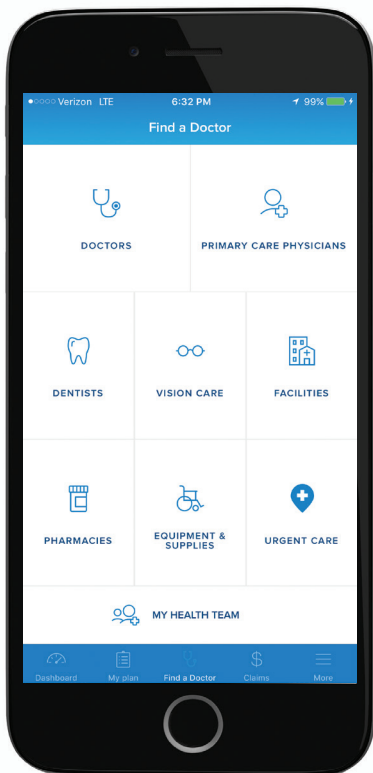 Verizon LTE 6:32 PM 99%
Find a Doctor
DOCTORS PRIMARY CARE PHYSICIANS
DENTISTS VISION CARE FACILITIES
PHARMACIES EQUIPMENT & SUPPLIES URGENT CARE
MY HEALTH TEAM
Dashboard My plan Find a Doctor Claims More